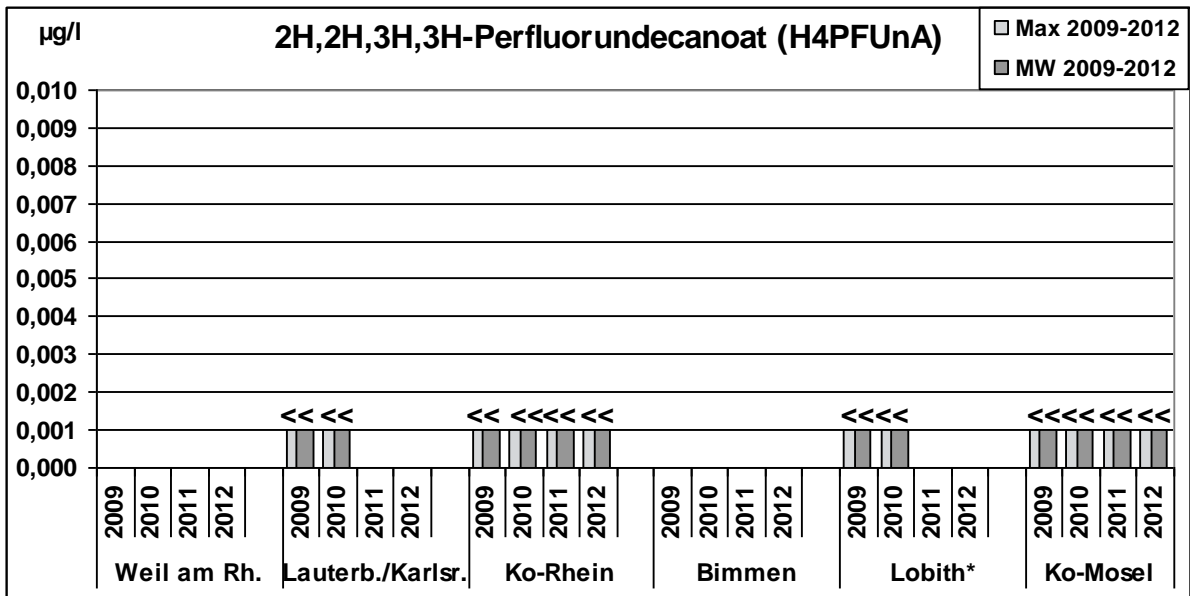 µg/l
2H,2H,3H,3H-Perfluorundecanoat (H4PFUnA)
Max 2009-2012
MW 2009-2012
0,010
0,009
0,008
0,007
0,006
0,005
0,004
0,003
0,002
0,001
0,000
<< << << << << << << << << << << <<
2009 2010 2011 2012 2009 2010 2011 2012 2009 2010 2011 2012 2009 2010 2011 2012 2009 2010 2011 2012 2009 2010 2011 2012
Weil am Rh. Lauterb./Karlsr. Ko-Rhein Bimmen Lobith* Ko-Mosel